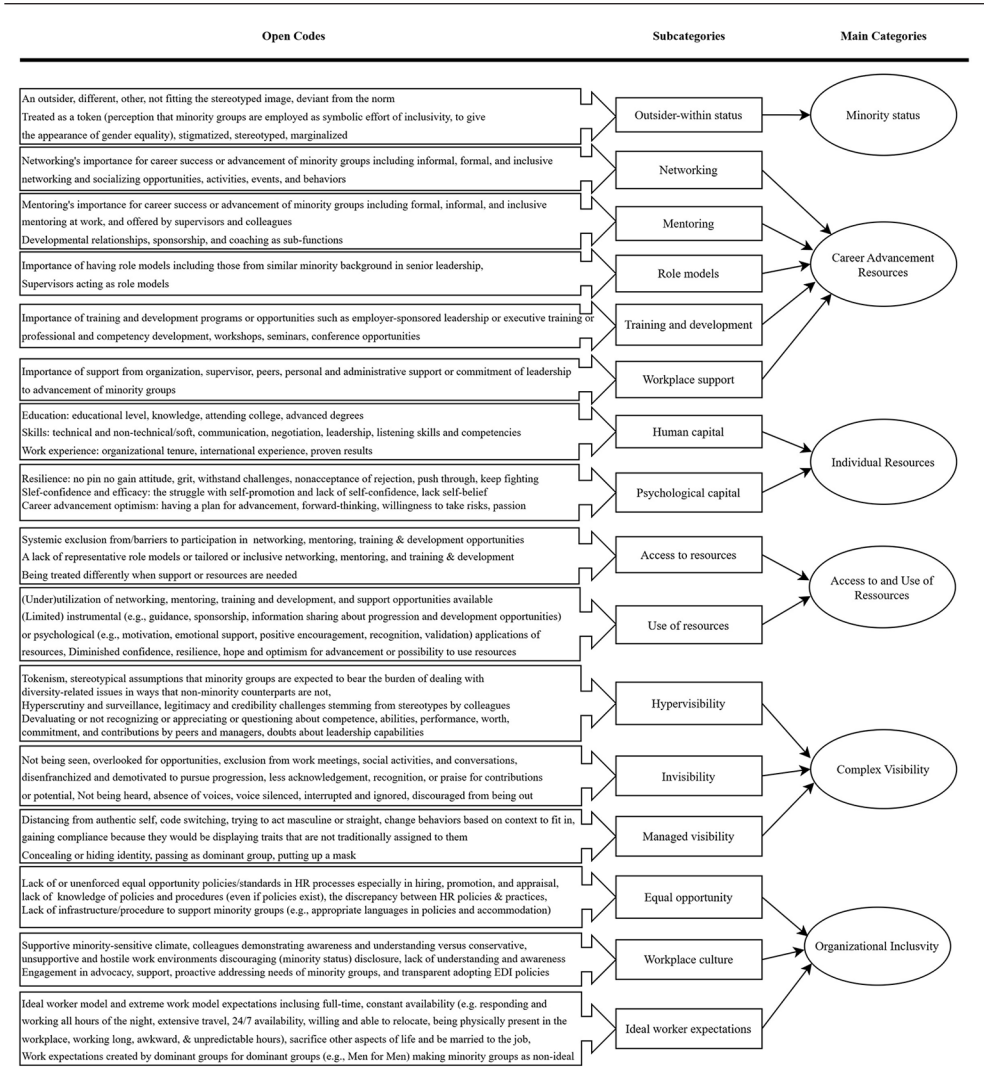 Open Codes
Subcategories
Main Categories
An outsider, different, other, not fitting the stereotyped image, deviant from the norm
Treated as a token (perception that minority groups are employed as symbolic effort of inclusivity, to give
the appearance of gender equality), stigmatized, stereotyped, marginalized
Outsider-within status
Minority status
Networking's importance for career success or advancement of minority groups including informal, formal, and inclusive
networking and socializing opportunities, activities, events, and behaviors
Networking
Mentoring's importance for career success or advancement of minority groups including formal, informal, and inclusive
mentoring at work, and offered by supervisors and colleagues
Developmental relationships, sponsorship, and coaching as sub-functions
Mentoring
Importance of having role models including those from similar minority background in senior leadership,
Supervisors acting as role models
Role models
Career Advancement
Resources
Importance of training and development programs or opportunities such as employer-sponsored leadership or executive training or
professional and competency development, workshops, seminars, conference opportunities
Training and development
Importance of support from organization, supervisor, peers, personal and administrative support or commitment of leadership
to advancement of minority groups
Workplace support
Education: educational level, knowledge, attending college, advanced degrees
Skills: technical and non-technical/soft, communication, negotiation, leadership, listening skills and competencies
Work experience: organizational tenure, international experience, proven results
Human capital
Individual Resources
Resilience: no pin no gain attitude, grit, withstand challenges, nonacceptance of rejection, push through, keep fighting
Slef-confidence and efficacy: the struggle with self-promotion and lack of self-confidence, lack self-belief
Career advancement optimism: having a plan for advancement, forward-thinking, willingness to take risks, passion
Psychological capital
Systemic exclusion from/barriers to participation in networking, mentoring, training & development opportunities
A lack of representative role models or tailored or inclusive networking, mentoring, and training & development
Being treated differently when support or resources are needed
Access to resources
Access to and Use of
Ressources
(Under)utilization of networking, mentoring, training and development, and support opportunities available
(Limited) instrumental (e.g., guidance, sponsorship, information sharing about progression and development opportunities)
or psychological (e.g., motivation, emotional support, positive encouragement, recognition, validation) applications of
resources, Diminished confidence, resilience, hope and optimism for advancement or possibility to use resources
Use of resources
Tokenism, stereotypical assumptions that minority groups are expected to bear the burden of dealing with
diversity-related issues in ways that non-minority counterparts are not,
Hyperscrutiny and surveillance, legitimacy and credibility challenges stemming from stereotypes by colleagues
Devaluating or not recognizing or appreciating or questioning about competence, abilities, performance, worth,
commitment, and contributions by peers and managers, doubts about leadership capabilities
Hypervisibility
Not being seen, overlooked for opportunities, exclusion from work meetings, social activities, and conversations,
disenfranchized and demotivated to pursue progression, less acknowledgement, recognition, or praise for contributions
or potential, Not being heard, absence of voices, voice silenced, interrupted and ignored, discouraged from being out
Invisibility
Complex Visibility
Distancing from authentic self, code switching, trying to act masculine or straight, change behaviors based on context to fit in,
gaining compliance because they would be displaying traits that are not traditionally assigned to them
Concealing or hiding identity, passing as dominant group, putting up a mask
Managed visibility
Lack of or unenforced equal opportunity policies/standards in HR processes especially in hiring, promotion, and appraisal,
lack of knowledge of policies and procedures (even if policies exist), the discrepancy between HR policies & practices,
Lack of infrastructure/procedure to support minority groups (e.g., appropriate languages in policies and accommodation)
Equal opportunity
Supportive minority-sensitive climate, colleagues demonstrating awareness and understanding versus conservative,
unsupportive and hostile work environments discouraging (minority status) disclosure, lack of understanding and awareness
Engagement in advocacy, support, proactive addressing needs of minority groups, and transparent adopting EDI policies
Workplace culture
Organizational Inclusvity
Ideal worker model and extreme work model expectations including full-time, constant availability (e.g. responding and
working all hours of the night, extensive travel, 24/7 availability, willing and able to relocate, being physically present in the
workplace, working long, awkward, & unpredictable hours), sacrifice other aspects of life and be married to the job,
Work expectations created by dominant groups for dominant groups (e.g., Men for Men) making minority groups as non-ideal
Ideal worker expectations